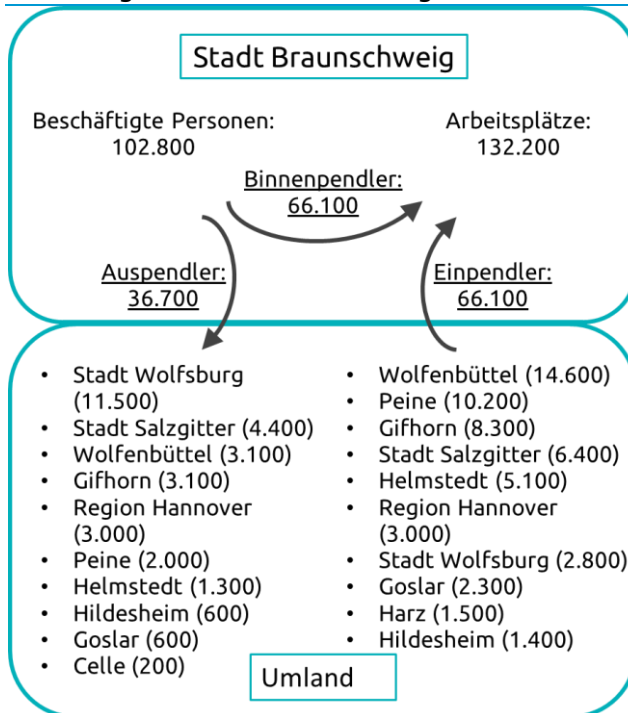 Stadt Braunschweig
Beschäftigte Personen:
102.800
Arbeitsplätze:
132.200
Binnenpendler:
66.100
Auspendler:
36.700
Einpendler:
66.100
• Stadt Wolfsburg
(11.500)
• Stadt Salzgitter (4.400)
• Wolfenbüttel (3.100)
• Gifhorn (3.100)
• Region Hannover
(3.000)
• Peine (2.000)
• Helmstedt (1.300)
• Hildesheim (600)
• Goslar (600)
• Celle (200)
• Wolfenbüttel (14.600)
• Peine (10.200)
• Gifhorn (8.300)
• Stadt Salzgitter (6.400)
• Helmstedt (5.100)
• Region Hannover
(3.000)
• Stadt Wolfsburg (2.800)
• Goslar (2.300)
• Harz (1.500)
• Hildesheim (1.400)
Umland